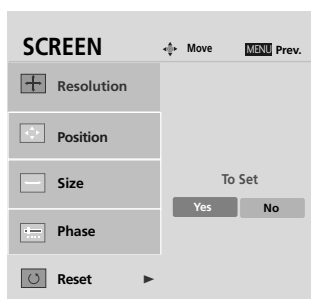 SCREEN Move MENU Prev.
Resolution
Position
Size
To Set
Yes No
Phase
Reset